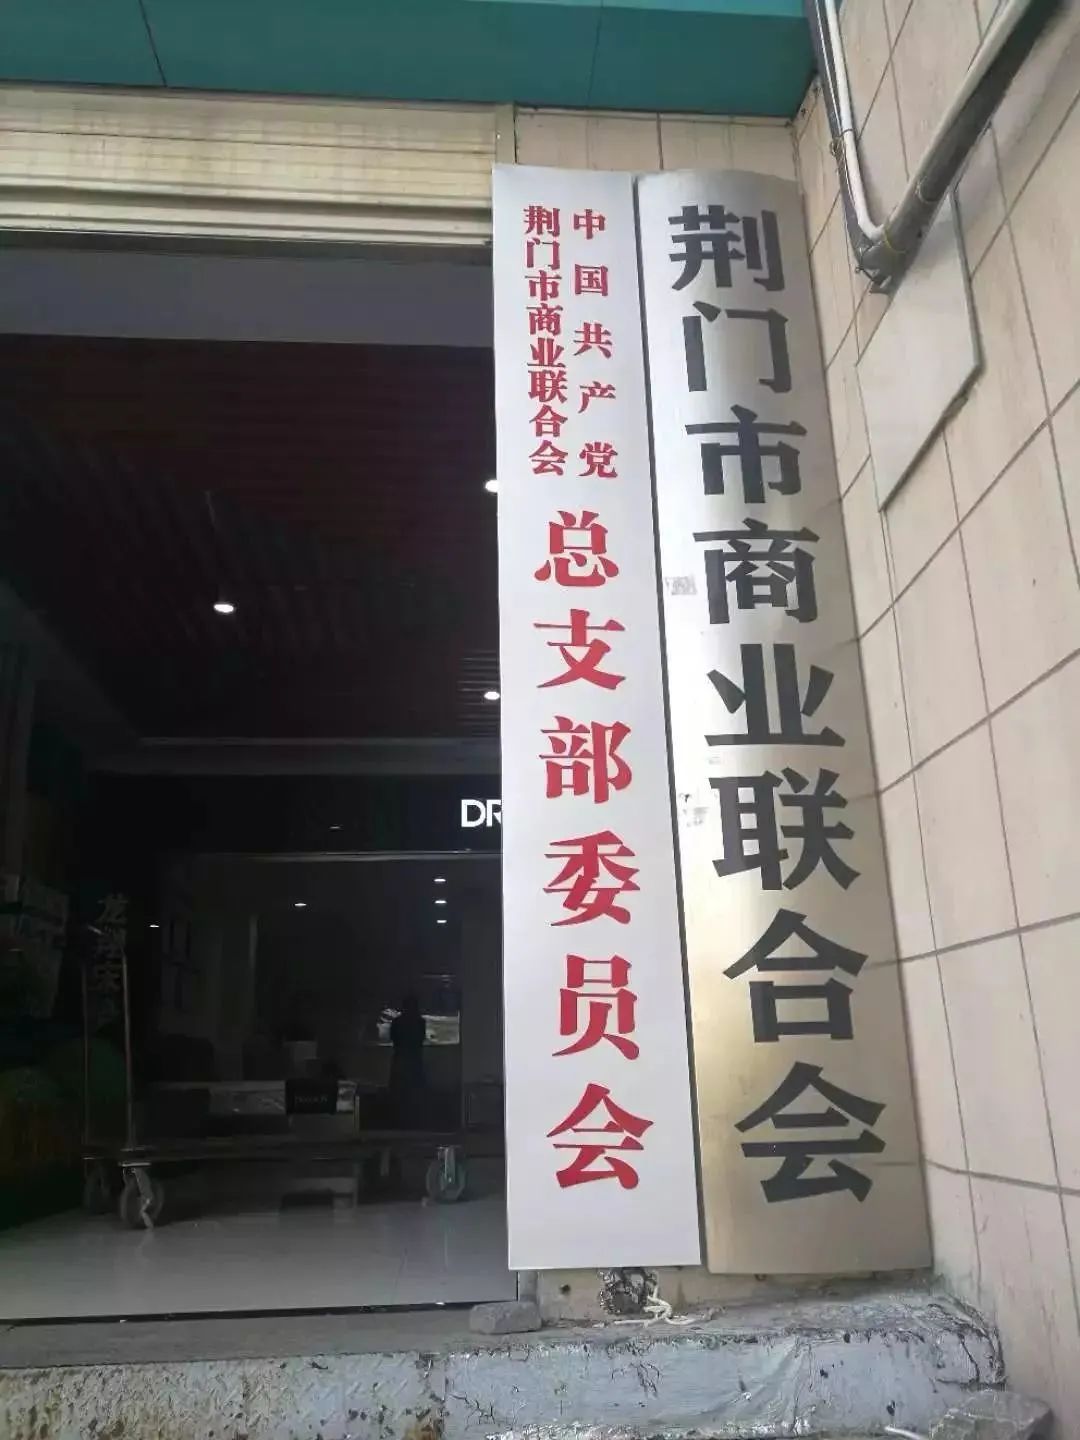 荆门市商业联合会
中国共产党
荆门市商业联合会
总支部委员会
DR